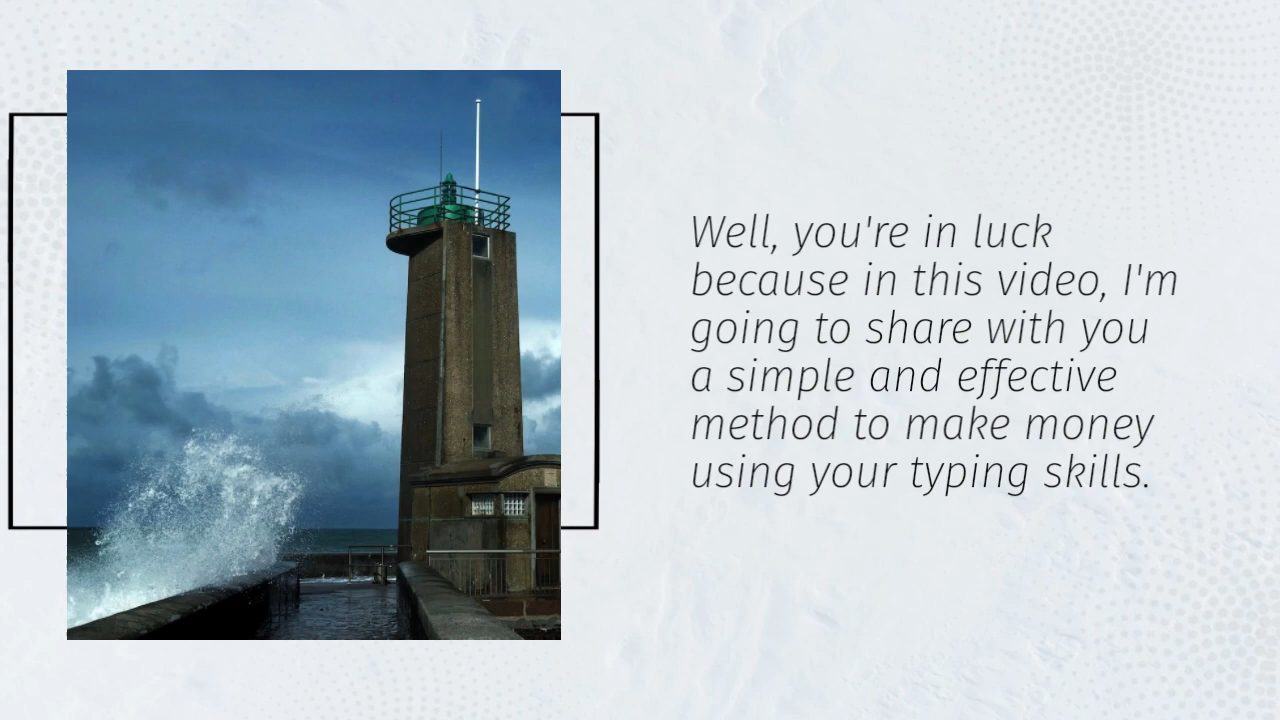 Well, you're in luck
because in this video, I'm
going to share with you
a simple and effective
method to make money
using your typing skills.